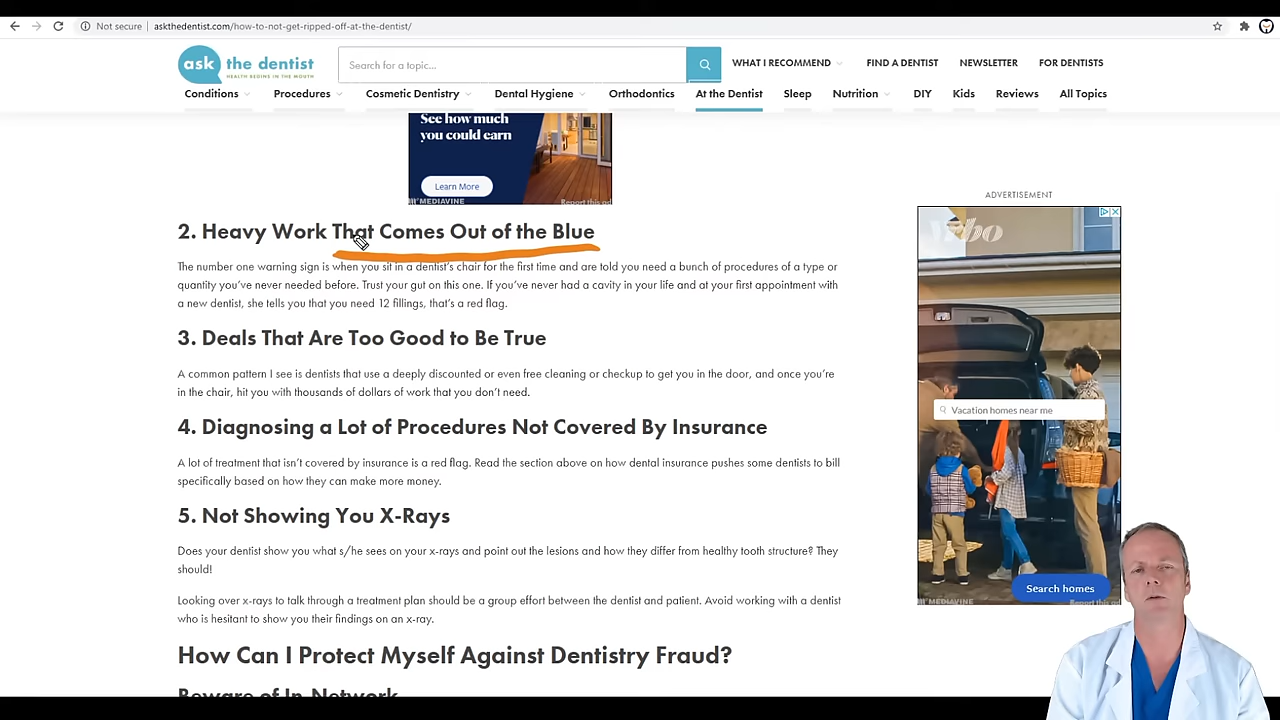 Not secure | askthedentist.com/how-to-not-get-ripped-off-at-the-dentist/
ask the dentist
HEALTH BEGINS IN THE MOUTH
Search for a topic...
WHAT I RECOMMEND FIND A DENTIST NEWSLETTER FOR DENTISTS
Conditions Procedures Cosmetic Dentistry Dental Hygiene Orthodontics At the Dentist Sleep Nutrition DIY Kids Reviews All Topics
See how much
you could earn
Learn More
MEDIAVINE
Report this ad
ADVERTISEMENT
Vrbo
Vacation homes near me
Search homes
MEDIAVINE
Report this ad
2. Heavy Work That Comes Out of the Blue
The number one warning sign is when you sit in a dentist's chair for the first time and are told you need a bunch of procedures of a type or
quantity you've never needed before. Trust your gut on this one. If you've never had a cavity in your life and at your first appointment with
a new dentist, she tells you that you need 12 fillings, that's a red flag.
3. Deals That Are Too Good to Be True
A common pattern I see is dentists that use a deeply discounted or even free cleaning or checkup to get you in the door, and once you're
in the chair, hit you with thousands of dollars of work that you don't need.
4. Diagnosing a Lot of Procedures Not Covered By Insurance
A lot of treatment that isn't covered by insurance is a red flag. Read the section above on how dental insurance pushes some dentists to bill
specifically based on how they can make more money.
5. Not Showing You X-Rays
Does your dentist show you what s/he sees on your x-rays and point out the lesions and how they differ from healthy tooth structure? They
should!
Looking over x-rays to talk through a treatment plan should be a group effort between the dentist and patient. Avoid working with a dentist
who is hesitant to show you their findings on an x-ray.
How Can I Protect Myself Against Dentistry Fraud?
Beware of In-Network